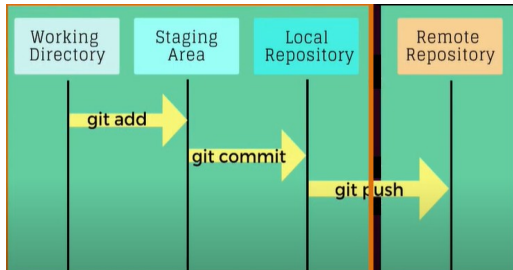 Working
Directory
Staging
Area
Local
Repository
Remote
Repository
git add
git commit
git push